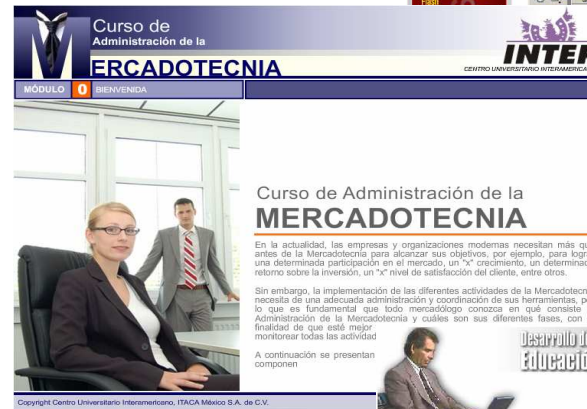 Flash
Curso de
Administración de la
MERCADOTECNIA
INTER
CENTRO UNIVERSITARIO INTERAMERICA
MÓDULO 0 BIENVENIDA
Curso de Administración de la
MERCADOTECNIA
En la actualidad, las empresas y organizaciones modernas necesitan más qu
antes de la Mercadotecnia para alcanzar sus objetivos, por ejemplo, para logr
una determinada participación en el mercado, un "x" crecimiento, un determinad
retorno sobre la inversión, un "x" nivel de satisfacción del cliente, entre otros.
Sin embargo, la implementación de las diferentes actividades de la Mercadotecn
necesita de una adecuada administración y coordinación de sus herramientas, p
lo que es fundamental que todo mercadólogo conozca en qué consiste
Administración de la Mercadotecnia y cuáles son sus diferentes fases, con
finalidad de que esté mejor
monitorear todas las actividad
A continuación se presentan
componen
Desarrollo d
Educació
Copyright Centro Universitario Interamericano, ITACA México S.A. de C.V.